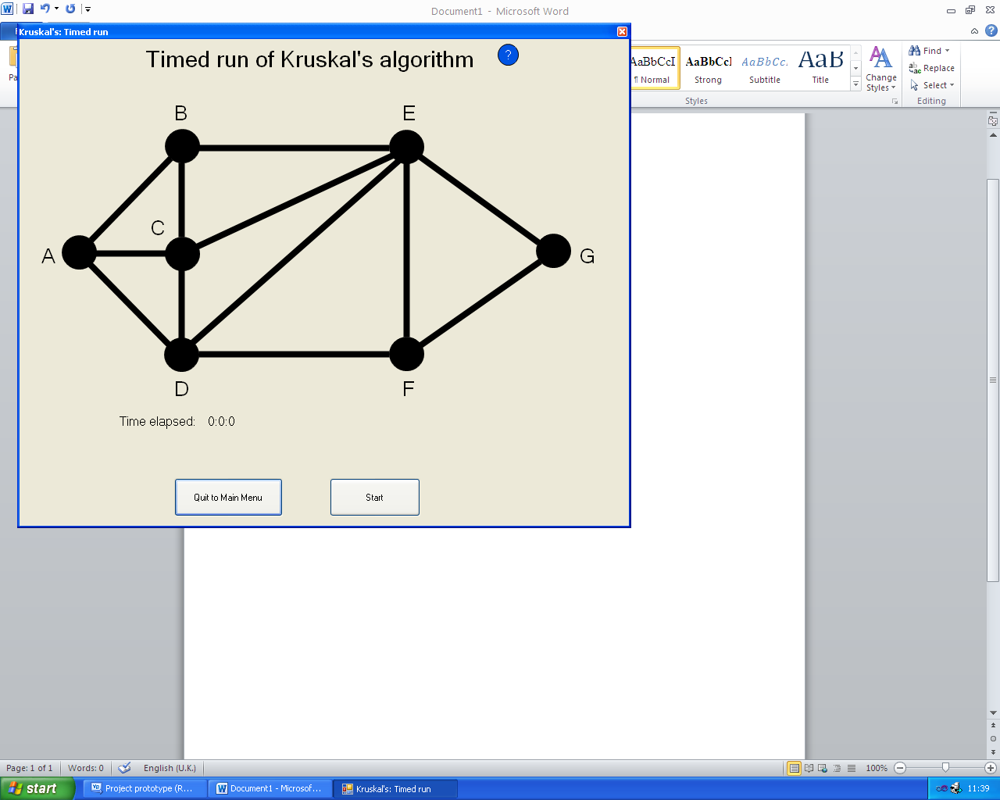 Document1 - Microsoft Word
Kruskal's: Timed run
Timed run of Kruskal's algorithm
?
Pa
AaBbCcI AaBbCcI AaBbCc. AaB
¶ Normal Strong Subtitle Title
Change
Styles
Find
Replace
Select
Styles
Editing
B
E
C
A
G
D
F
Time elapsed: 0:0:0
Quit to Main Menu
Start
Page: 1 of 1 Words: 0 English (U.K.) 100%
start
Project prototype (R...
Document1 - Microsof...
Kruskal's: Timed run
11:39